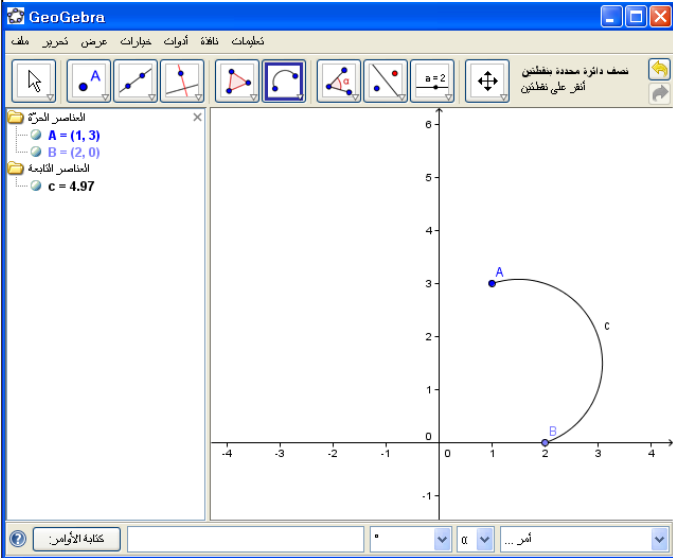 GeoGebra
ملف تحرير عرض خيارات أدوات نافذة تعليمات
a = 2
نصف دائرة محددة بنقطتين
أنقر على نقطتين
العناصر الحرّة
A = (1, 3)
B = (2, 0)
العناصر التابعة
c = 4.97
6
5
4
3
2
1
0
-1
-4 -3 -2 -1 0 1 2 3 4
A
B
c
كتابة الأوامر:
° α أمر ...